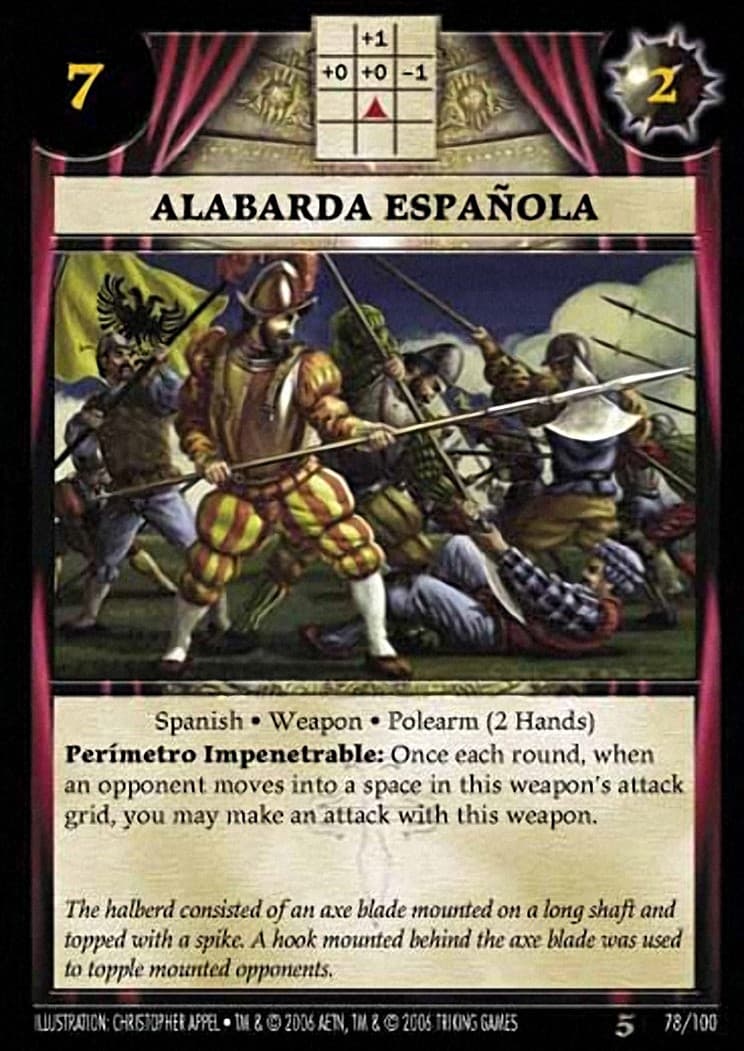 7
+1
+0 +0 -1
2
ALABARDA ESPAÑOLA
Spanish • Weapon • Polearm (2 Hands)
Perímetro Impenetrable: Once each round, when
an opponent moves into a space in this weapon's attack
grid, you may make an attack with this weapon.
The halberd consisted of an axe blade mounted on a long shaft and
topped with a spike. A hook mounted behind the axe blade was used
to topple mounted opponents.
ILLUSTRATION: CHRISTOPHER APPEL • TM & © 2006 AETN, TM & © 2006 TRIKING GAMES
5 78/100